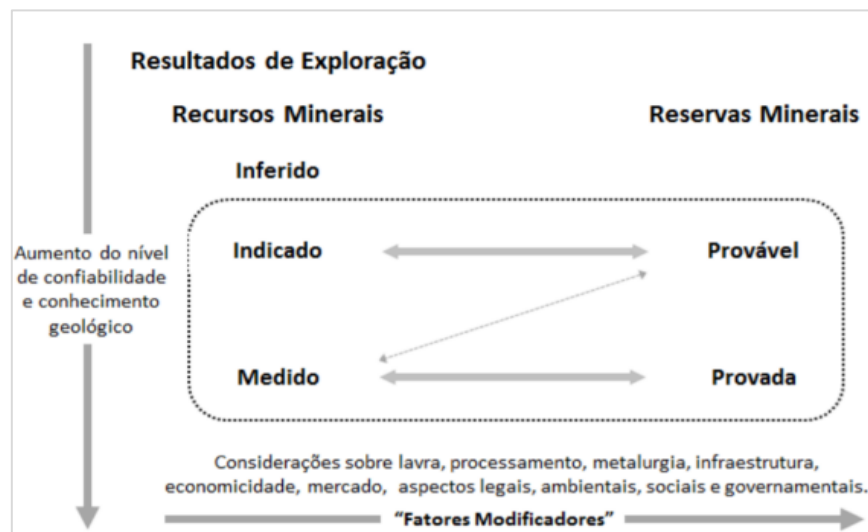 Resultados de Exploração
Recursos Minerais
Reservas Minerais
Inferido
Indicado
Provável
Aumento do nível
de confiabilidade
e conhecimento
geológico
Medido
Provada
Considerações sobre lavra, processamento, metalurgia, infraestrutura,
economicidade, mercado, aspectos legais, ambientais, sociais e governamentais.
“Fatores Modificadores”